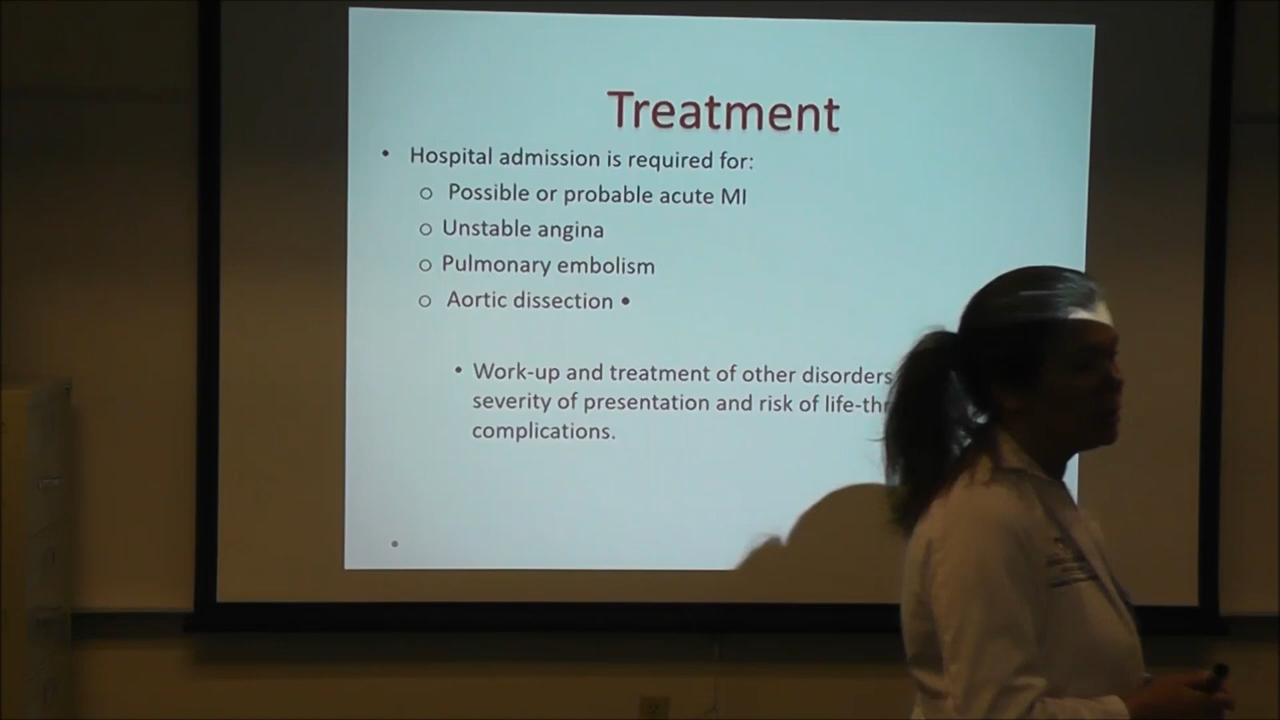 Treatment
• Hospital admission is required for:
o Possible or probable acute MI
o Unstable angina
o Pulmonary embolism
o Aortic dissection •
• Work-up and treatment of other disorders
severity of presentation and risk of
complications.
•